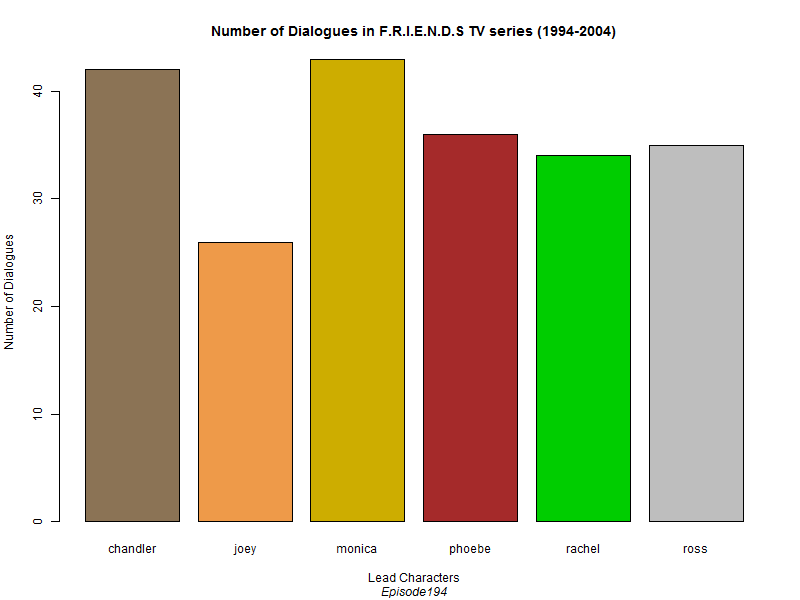 Number of Dialogues in F.R.I.E.N.D.S TV series (1994-2004)
Number of Dialogues
40
30
20
10
0
chandler joey monica phoebe rachel ross
Lead Characters
Episode194